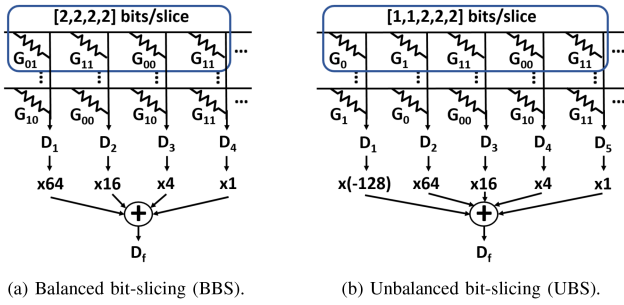 [2,2,2,2] bits/slice
G01 G11 G00 G11 ...
... ... ... ...
G10 G00 G10 G11 ...
D1 D2 D3 D4
x64 x16 x4 x1
+
Df
(a) Balanced bit-slicing (BBS).
[1,1,2,2,2] bits/slice
G0 G1 G11 G00 G11 ...
... ... ... ...
G1 G0 G00 G10 G11 ...
D1 D2 D3 D4 D5
x(-128) x64 x16 x4 x1
+
Df
(b) Unbalanced bit-slicing (UBS).